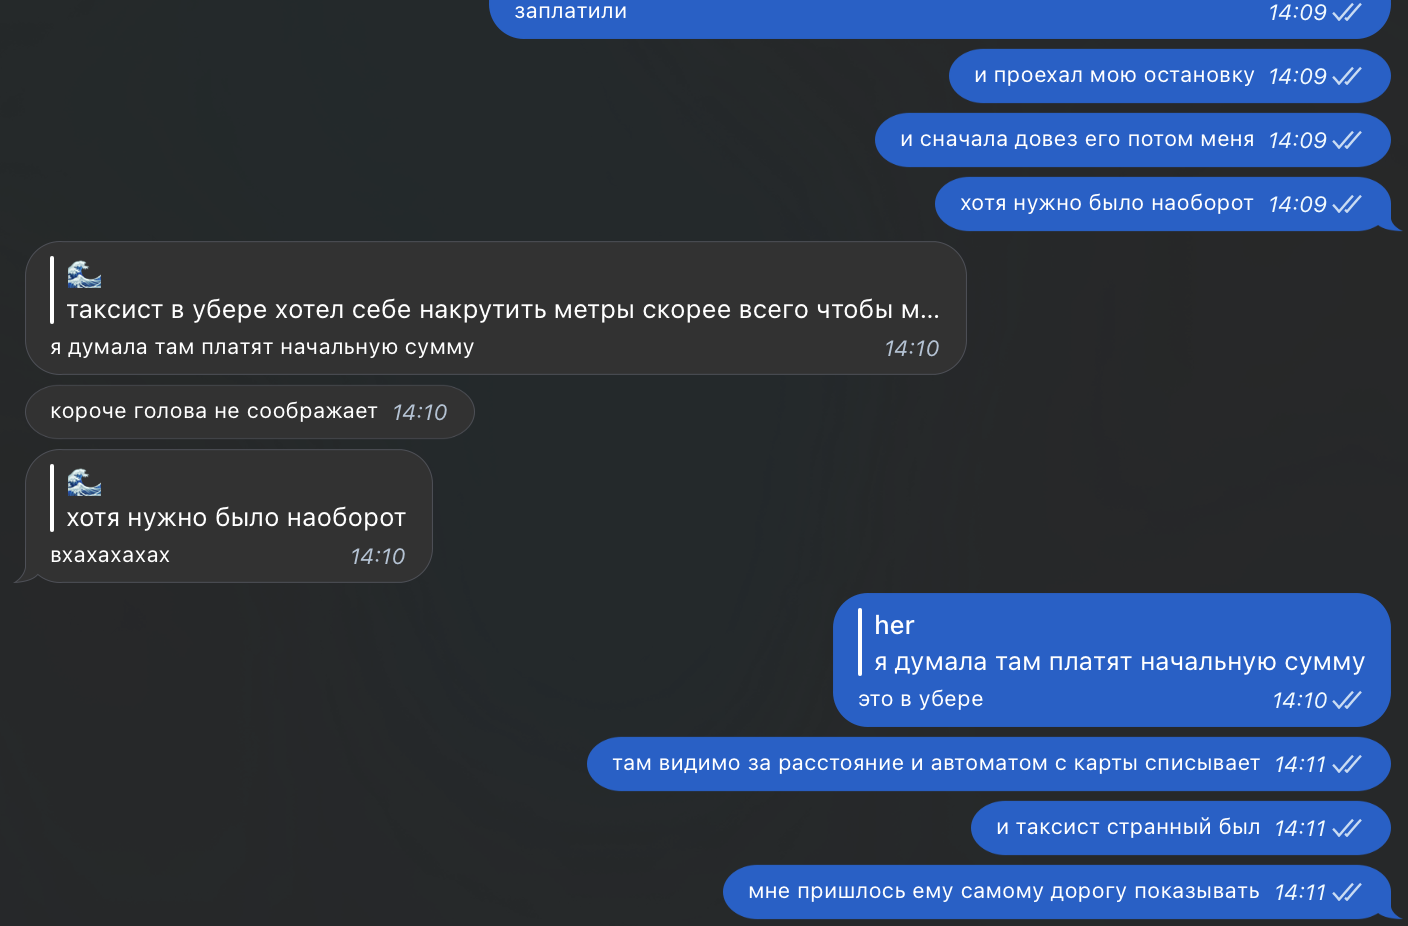 заплатили 14:09
и проехал мою остановку 14:09
и сначала довез его потом меня 14:09
хотя нужно было наоборот 14:09
🌊
таксист в убере хотел себе накрутить метры скорее всего чтобы м...
я думала там платят начальную сумму 14:10
короче голова не соображает 14:10
🌊
хотя нужно было наоборот
вхахахахах 14:10
her
я думала там платят начальную сумму
это в убере 14:10
там видимо за расстояние и автоматом с карты списывает 14:11
и таксист странный был 14:11
мне пришлось ему самому дорогу показывать 14:11